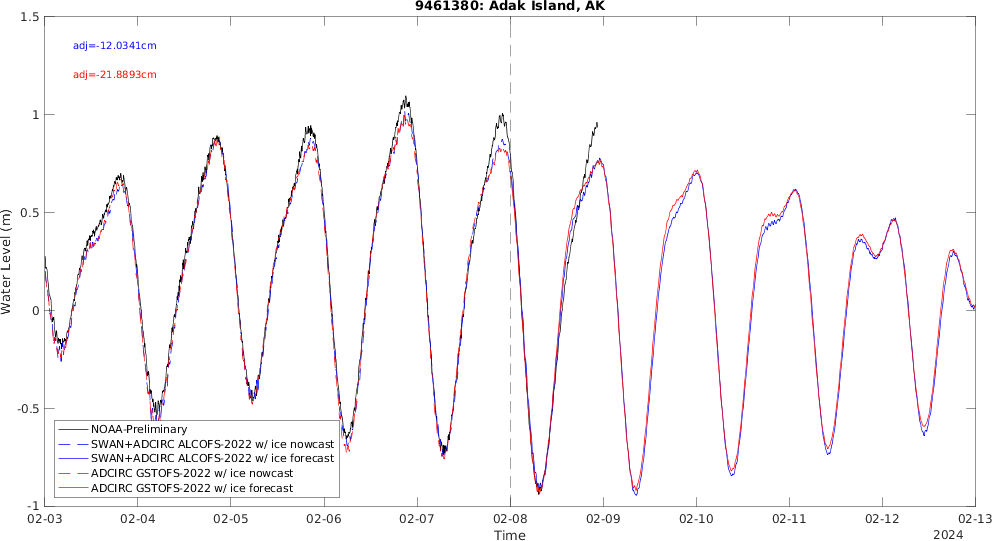 9461380: Adak Island, AK
adj=-12.0341cm
adj=-21.8893cm
Water Level (m)
1.5
1
0.5
0
-0.5
-1
NOAA-Preliminary
SWAN+ADCIRC ALCOFS-2022 w/ ice nowcast
SWAN+ADCIRC ALCOFS-2022 w/ ice forecast
ADCIRC GSTOFS-2022 w/ ice nowcast
ADCIRC GSTOFS-2022 w/ ice forecast
02-03 02-04 02-05 02-06 02-07 02-08 02-09 02-10 02-11 02-12 02-13
Time
2024